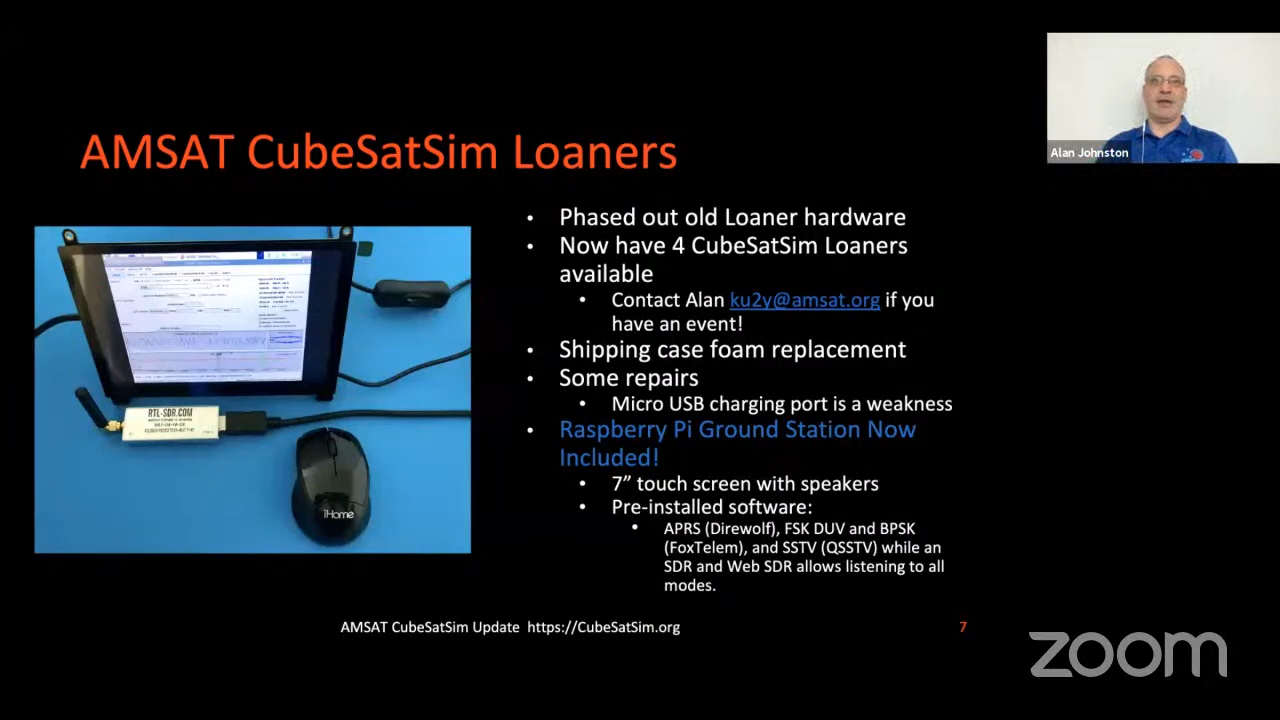 AMSAT CubeSatSim Loaners
Alan Johnston
• Phased out old Loaner hardware
• Now have 4 CubeSatSim Loaners
available
• Contact Alan ku2y@amsat.org if you
have an event!
• Shipping case foam replacement
• Some repairs
• Micro USB charging port is a weakness
• Raspberry Pi Ground Station Now
Included!
• 7” touch screen with speakers
• Pre-installed software:
• APRS (Direwolf), FSK DUV and BPSK
(FoxTelem), and SSTV (QSSTV) while an
SDR and Web SDR allows listening to all
modes.
RTL-SDR.COM
iHome
AMSAT CubeSatSim Update https://CubeSatSim.org
7
zoom